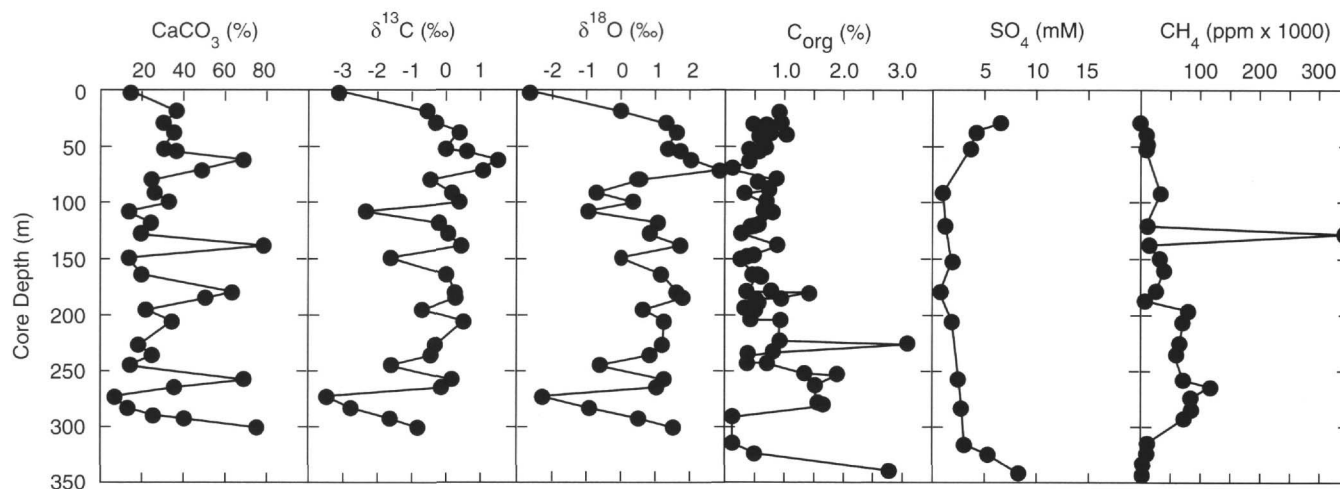 CaCO3 (%) δ13C (‰) δ18O (‰) Corg (%) SO4 (mM) CH4 (ppm x 1000)
20 40 60 80 -3 -2 -1 0 1 -2 -1 0 1 2 1.0 2.0 3.0 5 10 15 100 200 300
0
50
100
150
200
250
300
350
Core Depth (m)